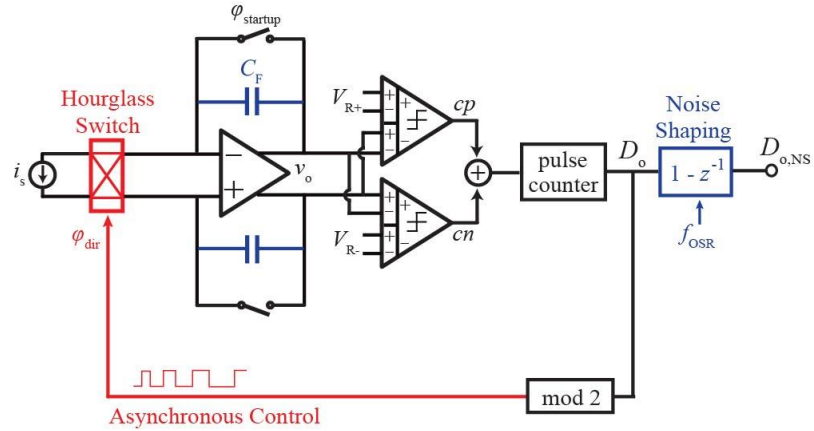 φstartup
CF
Hourglass
Switch
VR+
cp
Noise
Shaping
is
vo
pulse
counter
Do
1 - z-1
Do,NS
φdir
VR-
cn
fOSR
mod 2
Asynchronous Control